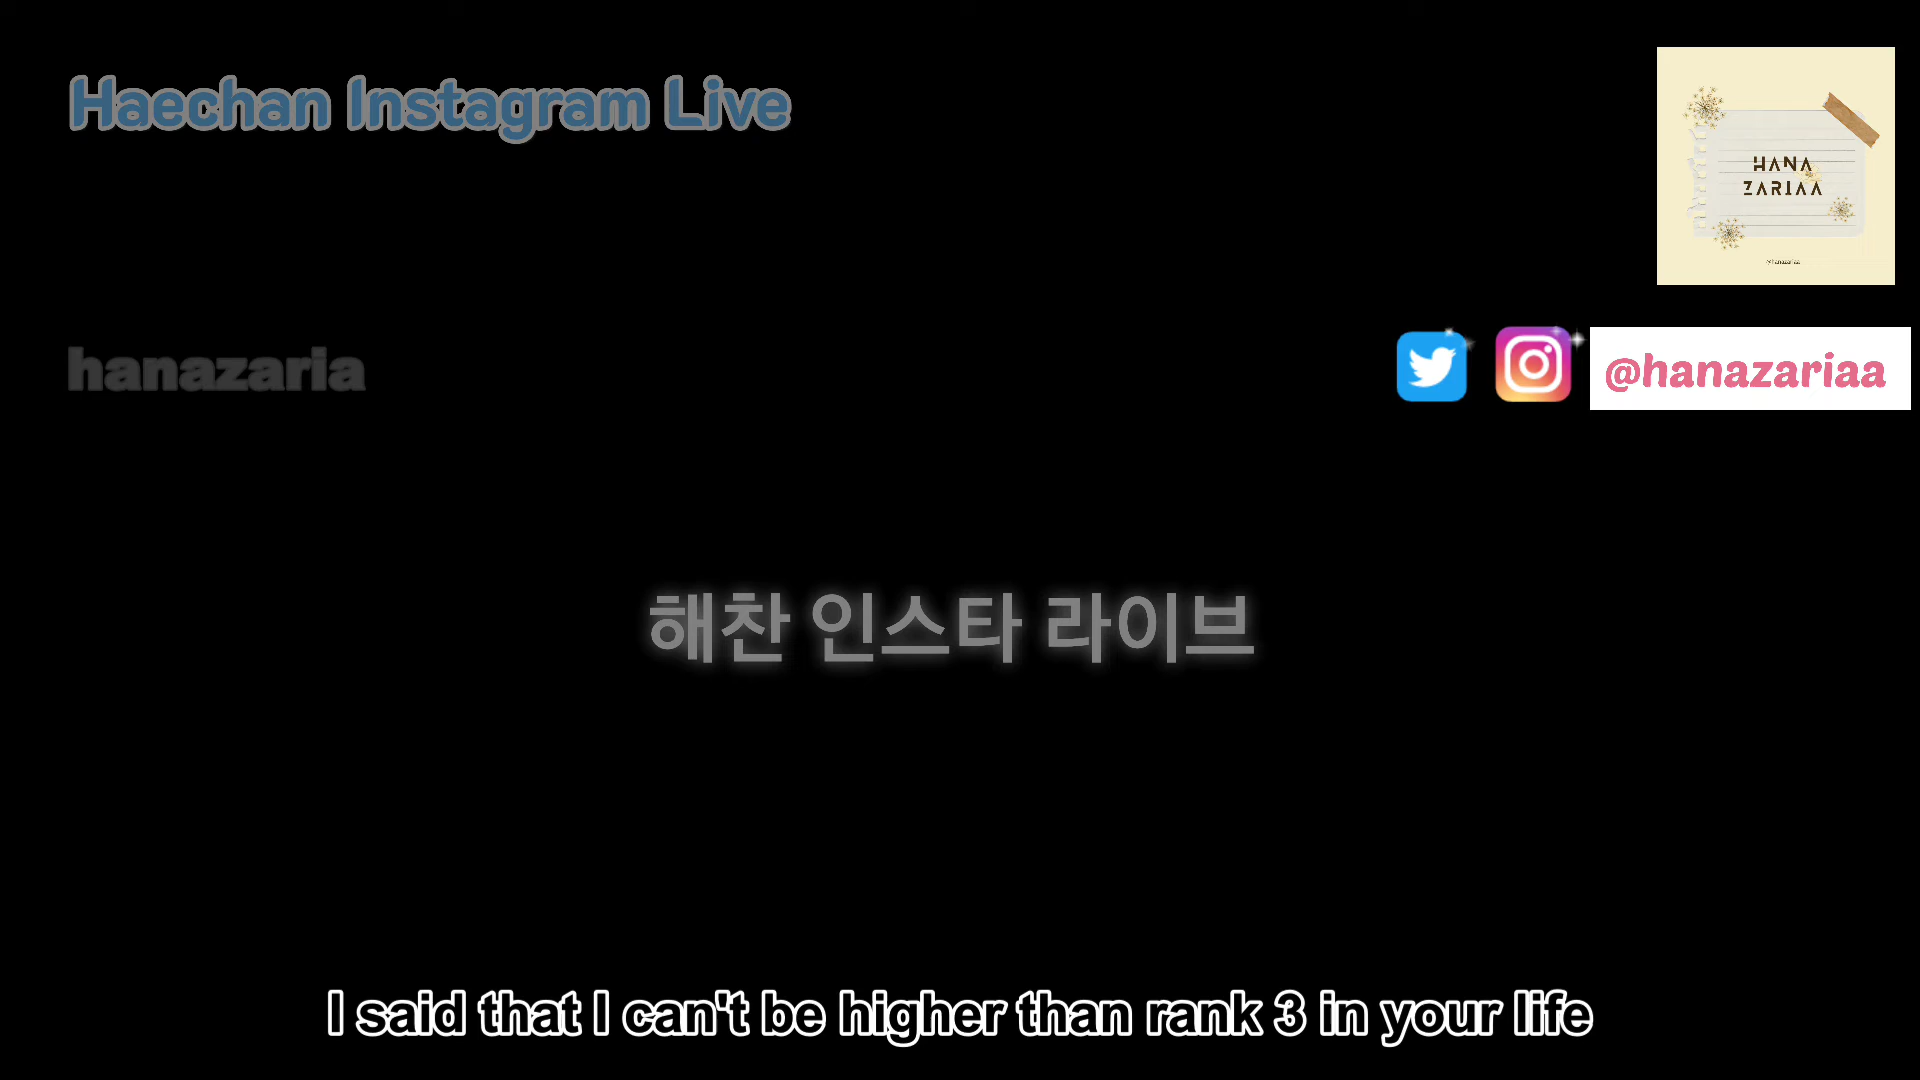 Haechan Instagram Live
HANA
ZARIAA
@hanazariaa
hanazaria
@hanazariaa
해찬 인스타 라이브
I said that I can't be higher than rank 3 in your life